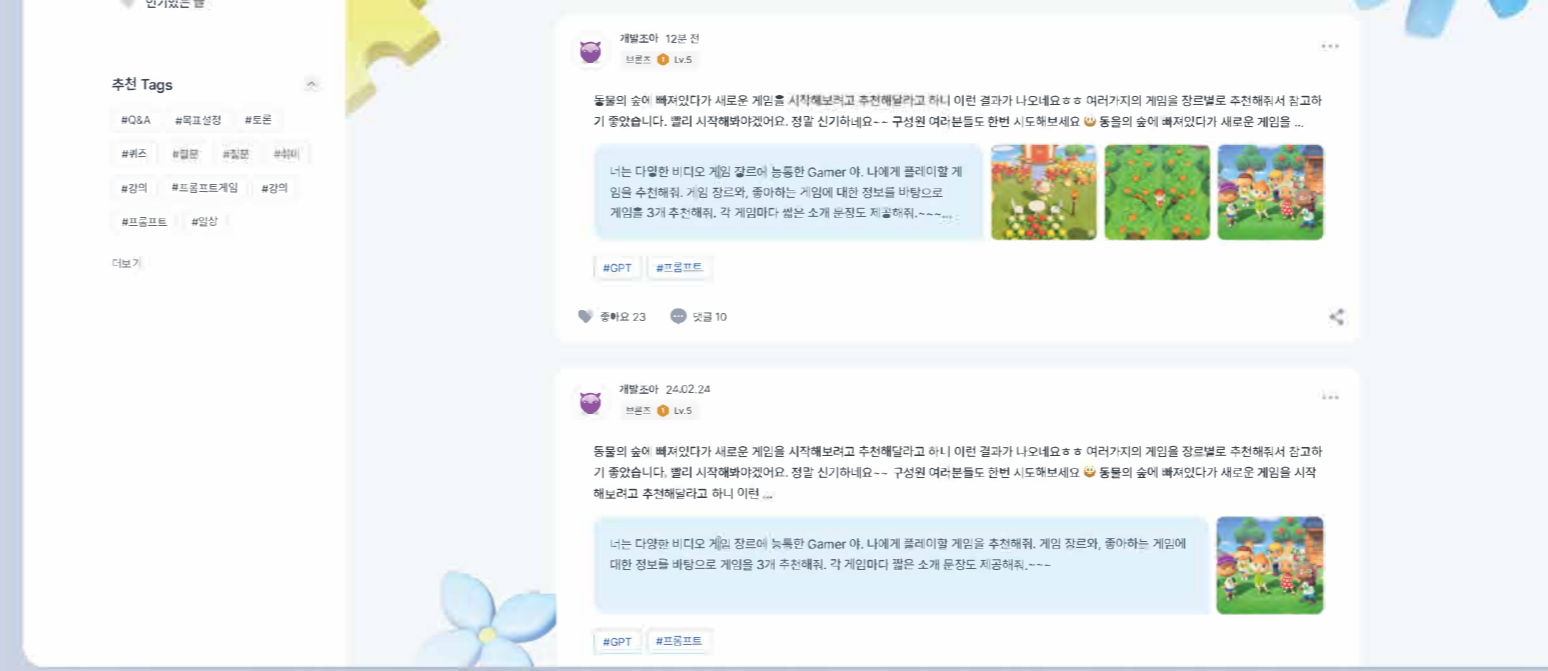 인기있는 글
추천 Tags
#Q&A #목표설정 #토론
#퀴즈 #질문 #질문 #취미
#강의 #프롬프트게임 #강의
#프롬프트 #일상
더보기
개발조아 12분 전
브론즈 1 Lv.5
동물의 숲에 빠져있다가 새로운 게임을 시작해보려고 추천해달라고 하니 이런 결과가 나오네요ㅎㅎ 여러가지의 게임을 장르별로 추천해줘서 참고하
기 좋았습니다. 빨리 시작해봐야겠어요. 정말 신기하네요~~ 구성원 여러분들도 한번 시도해보세요 😀 동물의 숲에 빠져있다가 새로운 게임을 ...
너는 다양한 비디오 게임 장르에 능통한 Gamer 야. 나에게 플레이할 게
임을 추천해줘. 게임 장르와, 좋아하는 게임에 대한 정보를 바탕으로
게임을 3개 추천해줘. 각 게임마다 짧은 소개 문장도 제공해줘.~~~...
#GPT #프롬프트
좋아요 23 댓글 10
개발조아 24.02.24
브론즈 1 Lv.5
동물의 숲에 빠져있다가 새로운 게임을 시작해보려고 추천해달라고 하니 이런 결과가 나오네요ㅎㅎ 여러가지의 게임을 장르별로 추천해줘서 참고하
기 좋았습니다. 빨리 시작해봐야겠어요. 정말 신기하네요~~ 구성원 여러분들도 한번 시도해보세요 😀 동물의 숲에 빠져있다가 새로운 게임을 시작
해보려고 추천해달라고 하니 이런 ...
너는 다양한 비디오 게임 장르에 능통한 Gamer 야. 나에게 플레이할 게임을 추천해줘. 게임 장르와, 좋아하는 게임에
대한 정보를 바탕으로 게임을 3개 추천해줘. 각 게임마다 짧은 소개 문장도 제공해줘.~~~
#GPT #프롬프트